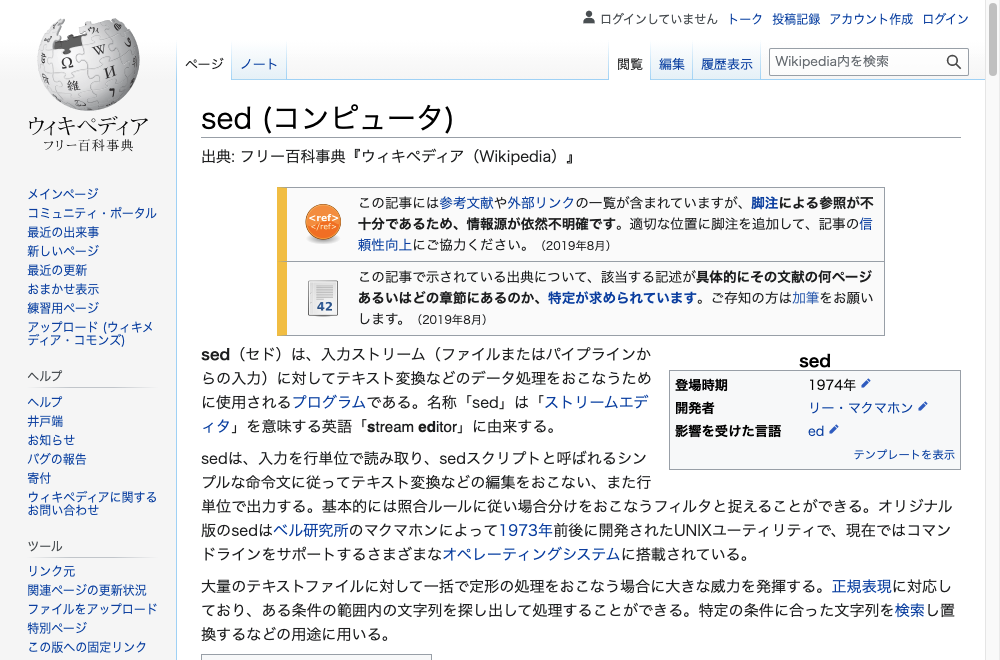 ログインしていません トーク 投稿記録 アカウント作成 ログイン
ページ ノート 閲覧 編集 履歴表示 Wikipedia内を検索
ウィキペディア
フリー百科事典
メインページ
コミュニティ・ポータル
最近の出来事
新しいページ
最近の更新
おまかせ表示
練習用ページ
アップロード (ウィキメ
ディア・コモンズ)
ヘルプ
ヘルプ
井戸端
お知らせ
バグの報告
寄付
ウィキペディアに関する
お問い合わせ
ツール
リンク元
関連ページの更新状況
ファイルをアップロード
特別ページ
この版への固定リンク
sed (コンピュータ)
出典: フリー百科事典『ウィキペディア（Wikipedia）』
<ref>
</ref>
この記事には参考文献や外部リンクの一覧が含まれていますが、脚注による参照が不
十分であるため、情報源が依然不明確です。適切な位置に脚注を追加して、記事の信
頼性向上にご協力ください。（2019年8月）
42
この記事で示されている出典について、該当する記述が具体的にその文献の何ページ
あるいはどの章節にあるのか、特定が求められています。ご存知の方は加筆をお願い
します。（2019年8月）
sed（セド）は、入力ストリーム（ファイルまたはパイプラインか
らの入力）に対してテキスト変換などのデータ処理をおこなうため
に使用されるプログラムである。名称「sed」は「ストリームエデ
ィタ」を意味する英語「stream editor」に由来する。
sed
登場時期 1974年
開発者 リー・マクマホン
影響を受けた言語 ed
テンプレートを表示
sedは、入力を行単位で読み取り、sedスクリプトと呼ばれるシン
プルな命令文に従ってテキスト変換などの編集をおこない、また行
単位で出力する。基本的には照合ルールに従い場合分けをおこなうフィルタと捉えることができる。オリジナル
版のsedはベル研究所のマクマホンによって1973年前後に開発されたUNIXユーティリティで、現在ではコマン
ドラインをサポートするさまざまなオペレーティングシステムに搭載されている。
大量のテキストファイルに対して一括で定形の処理をおこなう場合に大きな威力を発揮する。正規表現に対応し
ており、ある条件の範囲内の文字列を探し出して処理することができる。特定の条件に合った文字列を検索し置
換するなどの用途に用いる。